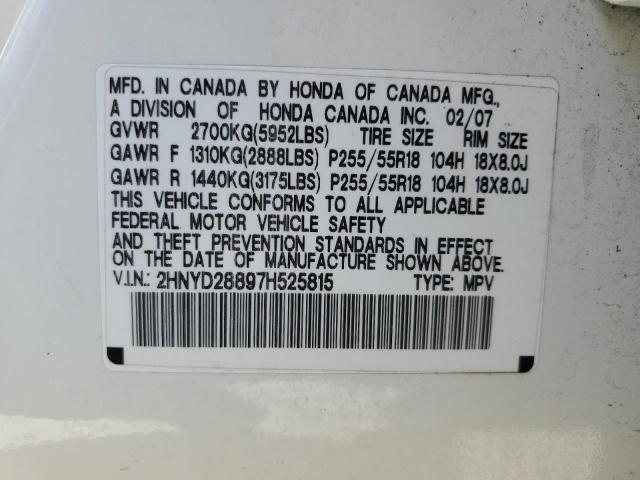 MFD. IN CANADA BY HONDA OF CANADA MFG.,
A DIVISION OF HONDA CANADA INC. 02/07
GVWR 2700KG(5952LBS) TIRE SIZE RIM SIZE
GAWR F 1310KG(2888LBS) P255/55R18 104H 18X8.0J
GAWR R 1440KG(3175LBS) P255/55R18 104H 18X8.0J
THIS VEHICLE CONFORMS TO ALL APPLICABLE
FEDERAL MOTOR VEHICLE SAFETY
AND THEFT PREVENTION STANDARDS IN EFFECT
ON THE DATE OF MANUFACTURE SHOWN ABOVE.
V.I.N.: 2HNYD28897H525815 TYPE: MPV